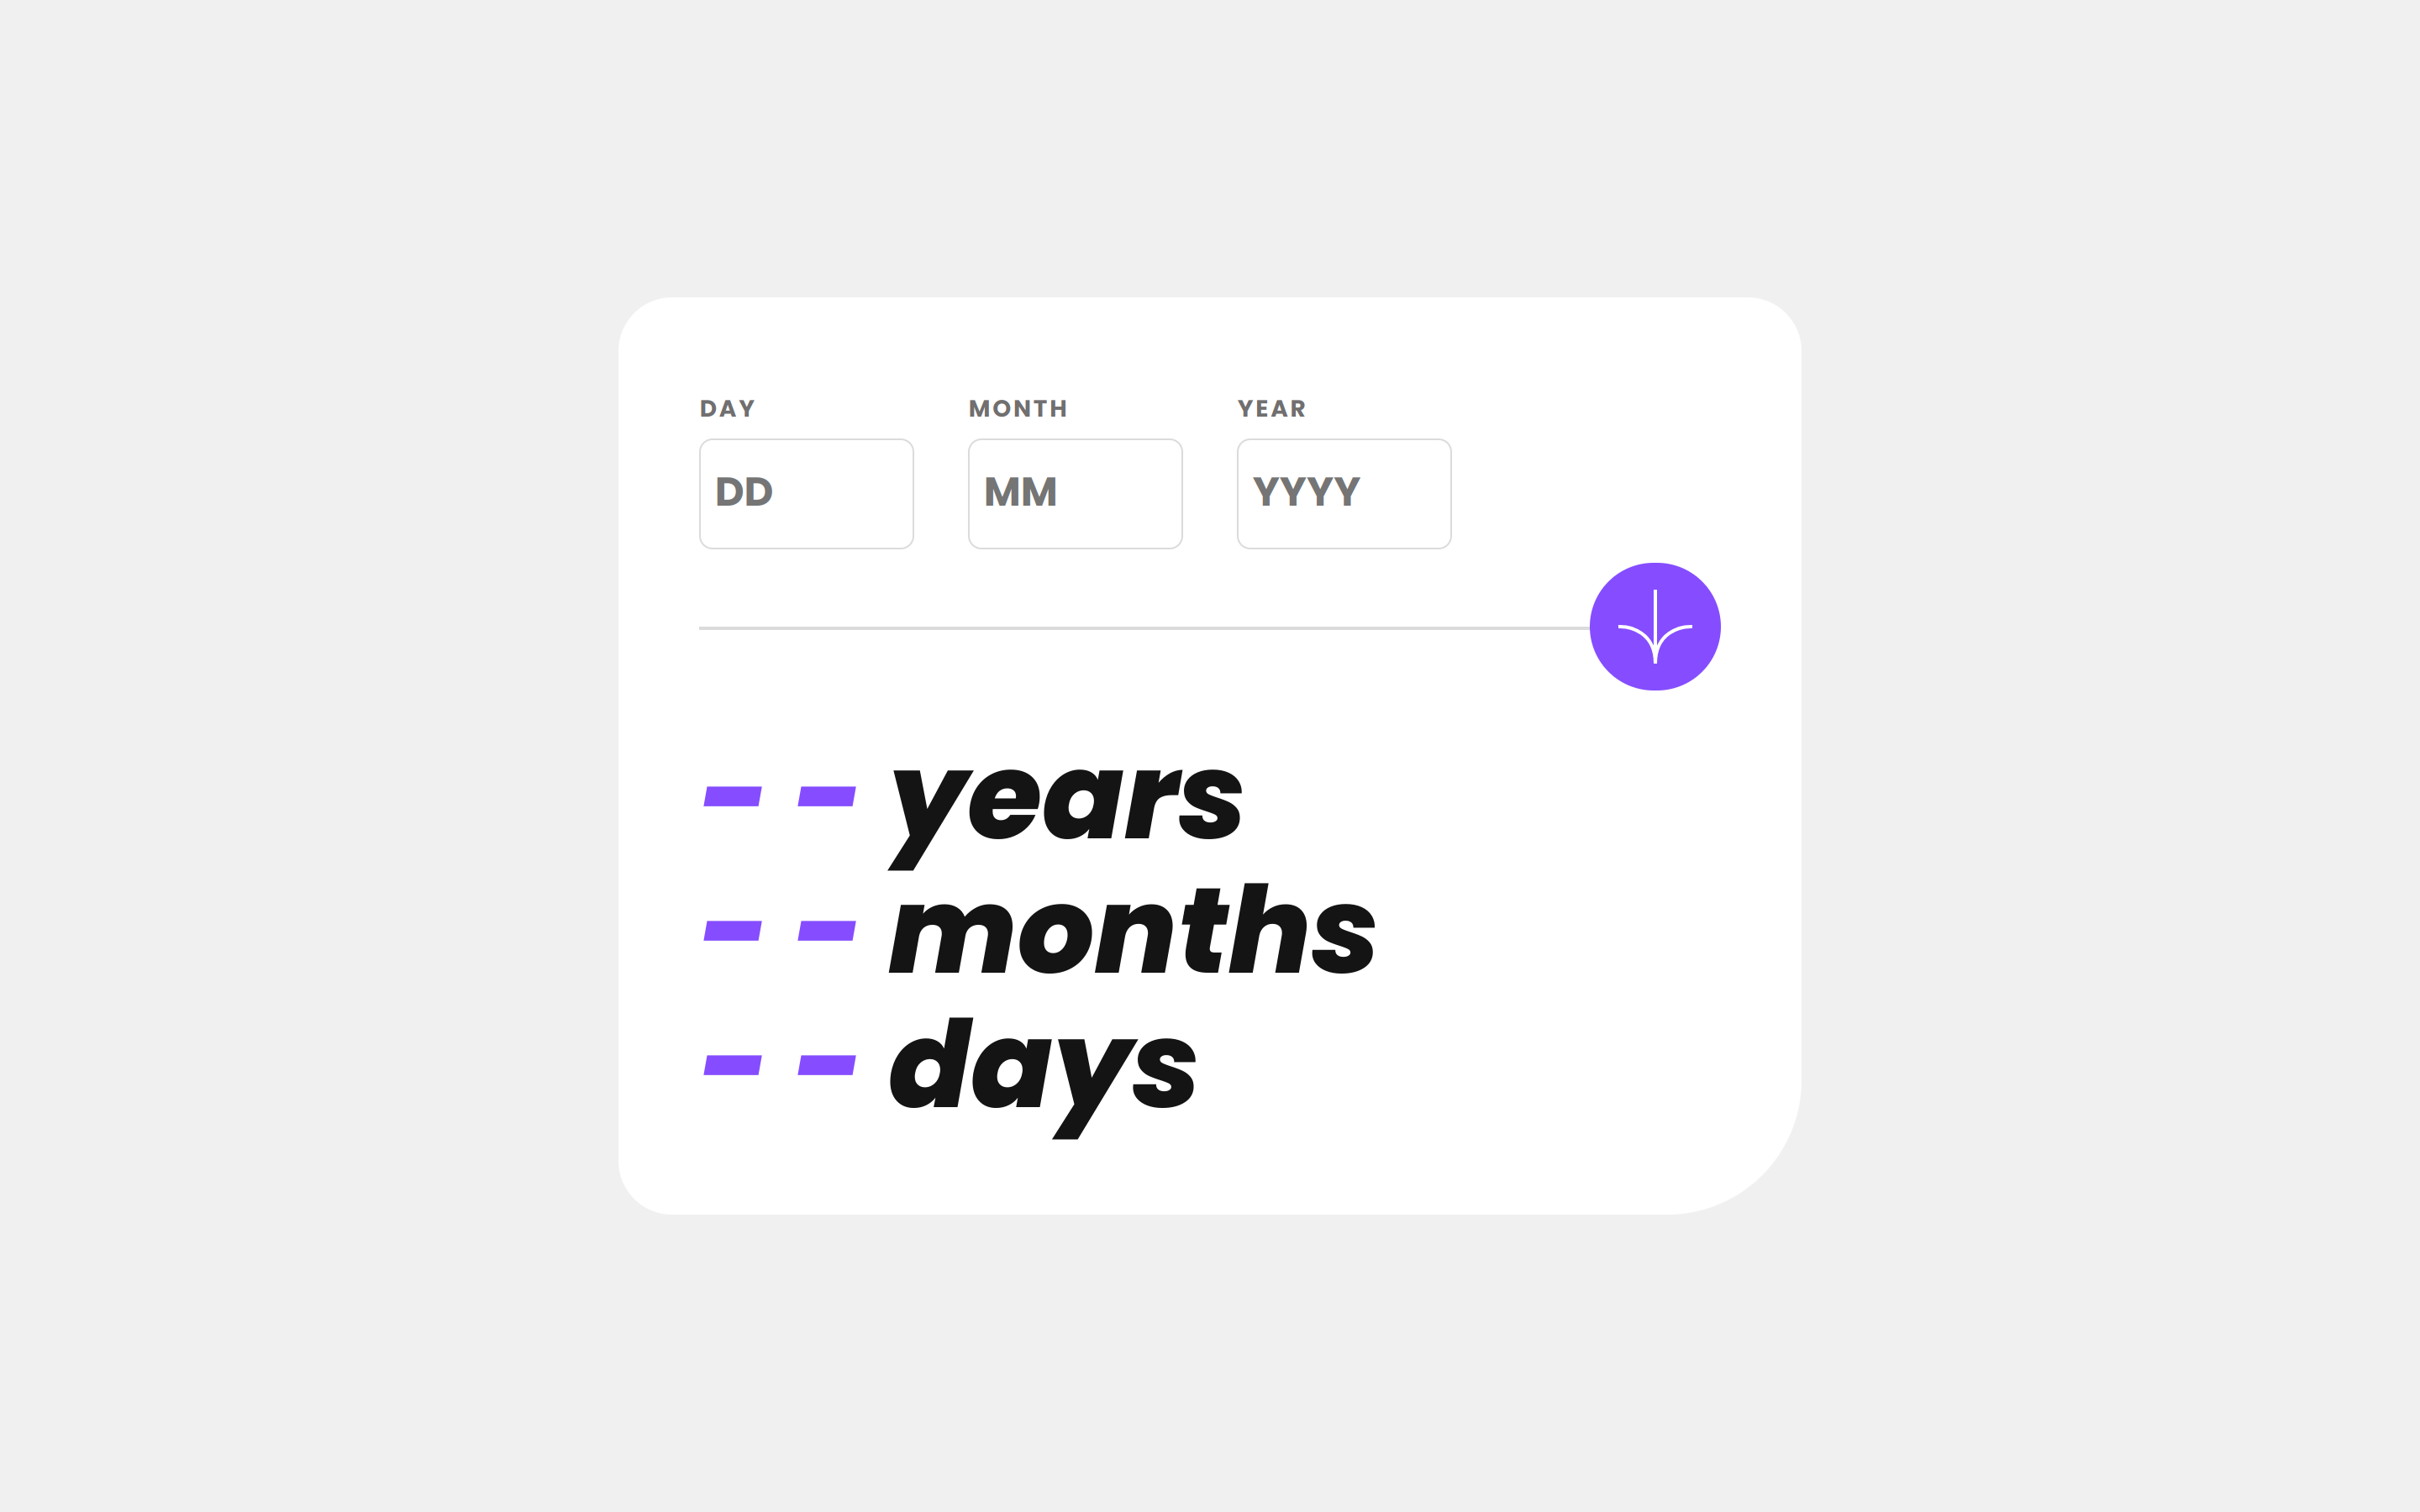 DAY MONTH YEAR
DD MM YYYY
- - years
- - months
- - days